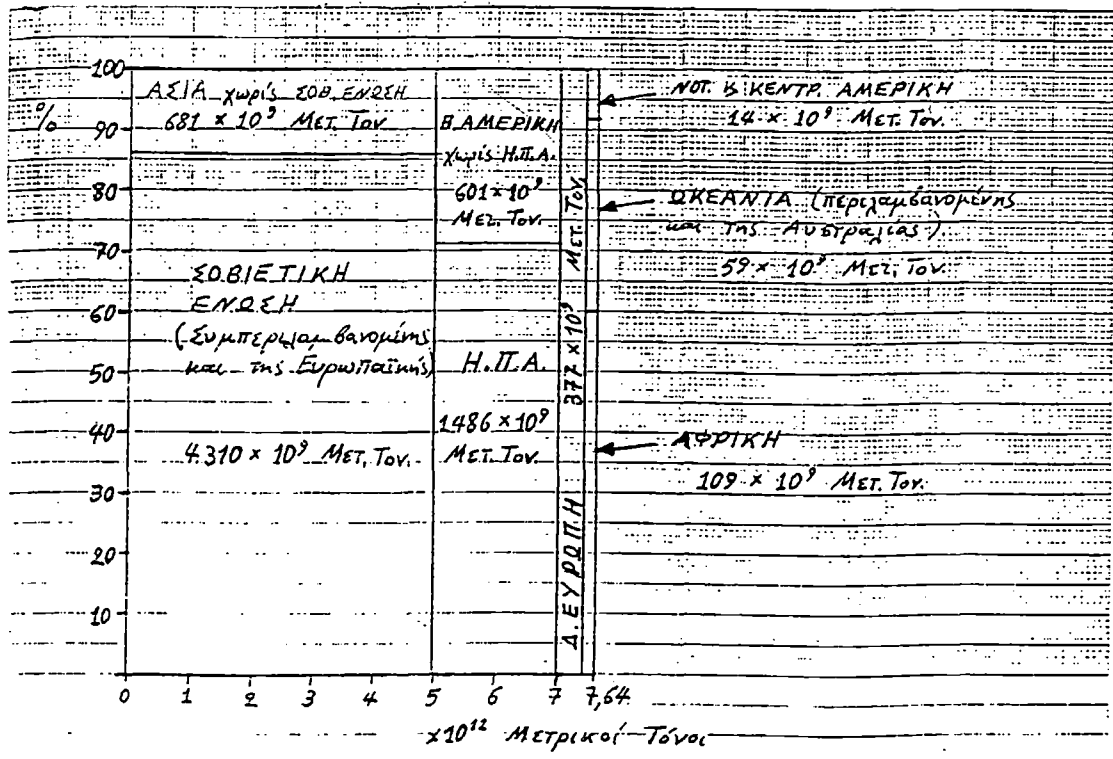 100
%
90
80
70
60
50
40
30
20
10
ΑΣΙΑ χωρίς ΣΟΒ. ΕΝΩΣΗ
681 × 10⁹ Μετ. Τον.
Β. ΑΜΕΡΙΚΗ
χωρίς Η.Π.Α.
601 × 10⁹
Μετ. Τον.
ΣΟΒΙΕΤΙΚΗ
ΕΝΩΣΗ
(Συμπεριλαμβανομένης
και της Ευρωπαϊκής)
4.310 × 10⁹ Μετ. Τον.
Η.Π.Α.
1486 × 10⁹
Μετ. Τον.
Δ. ΕΥΡΩΠΗ 377 × 10⁹ Μετ. Τον.
ΝΟΤ. & ΚΕΝΤΡ. ΑΜΕΡΙΚΗ
14 × 10⁹ Μετ. Τον.
ΩΚΕΑΝΙΑ (περιλαμβανομένης
και της Αυστραλίας)
59 × 10⁹ Μετ. Τον.
ΑΦΡΙΚΗ
109 × 10⁹ Μετ. Τον.
0 1 2 3 4 5 6 7 7,64
×10¹² Μετρικοί Τόνοι